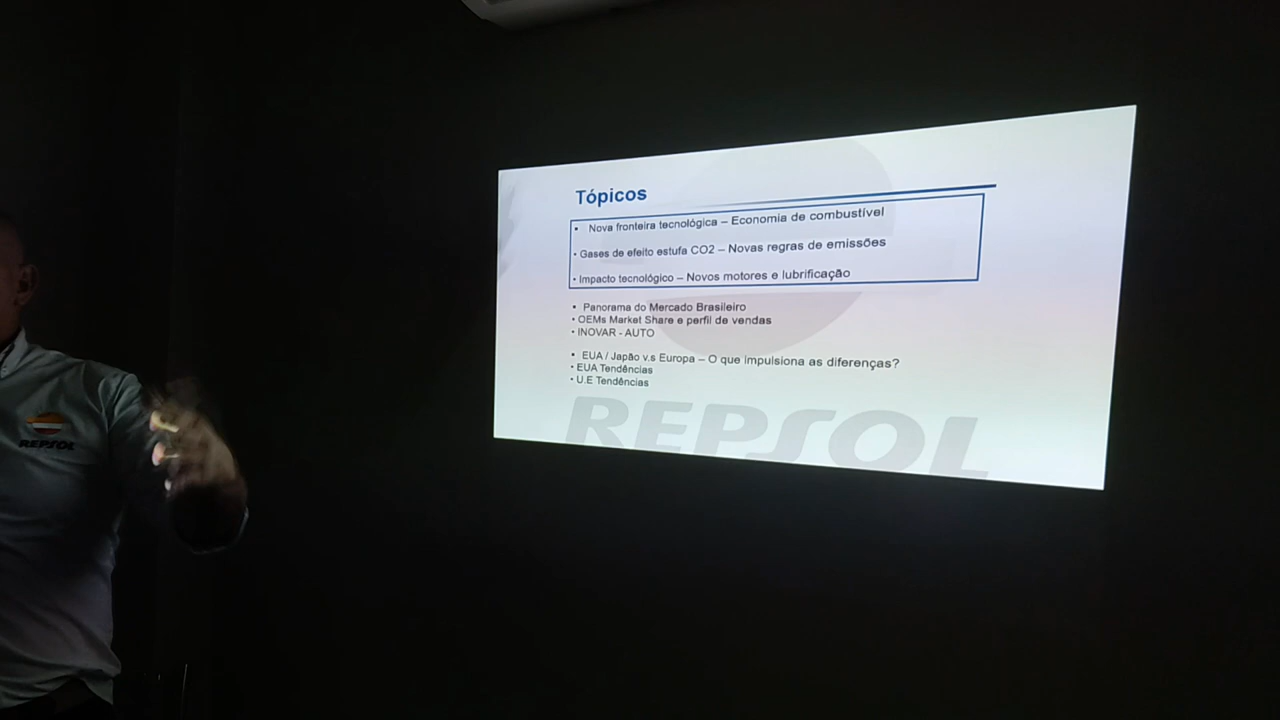 Tópicos
• Nova fronteira tecnológica – Economia de combustível
• Gases de efeito estufa CO2 – Novas regras de emissões
• Impacto tecnológico – Novos motores e lubrificação
• Panorama do Mercado Brasileiro
• OEMs Market Share e perfil de vendas
• INOVAR - AUTO
• EUA / Japão v.s Europa – O que impulsiona as diferenças?
• EUA Tendências
• U.E Tendências
REPSOL
REPSOL